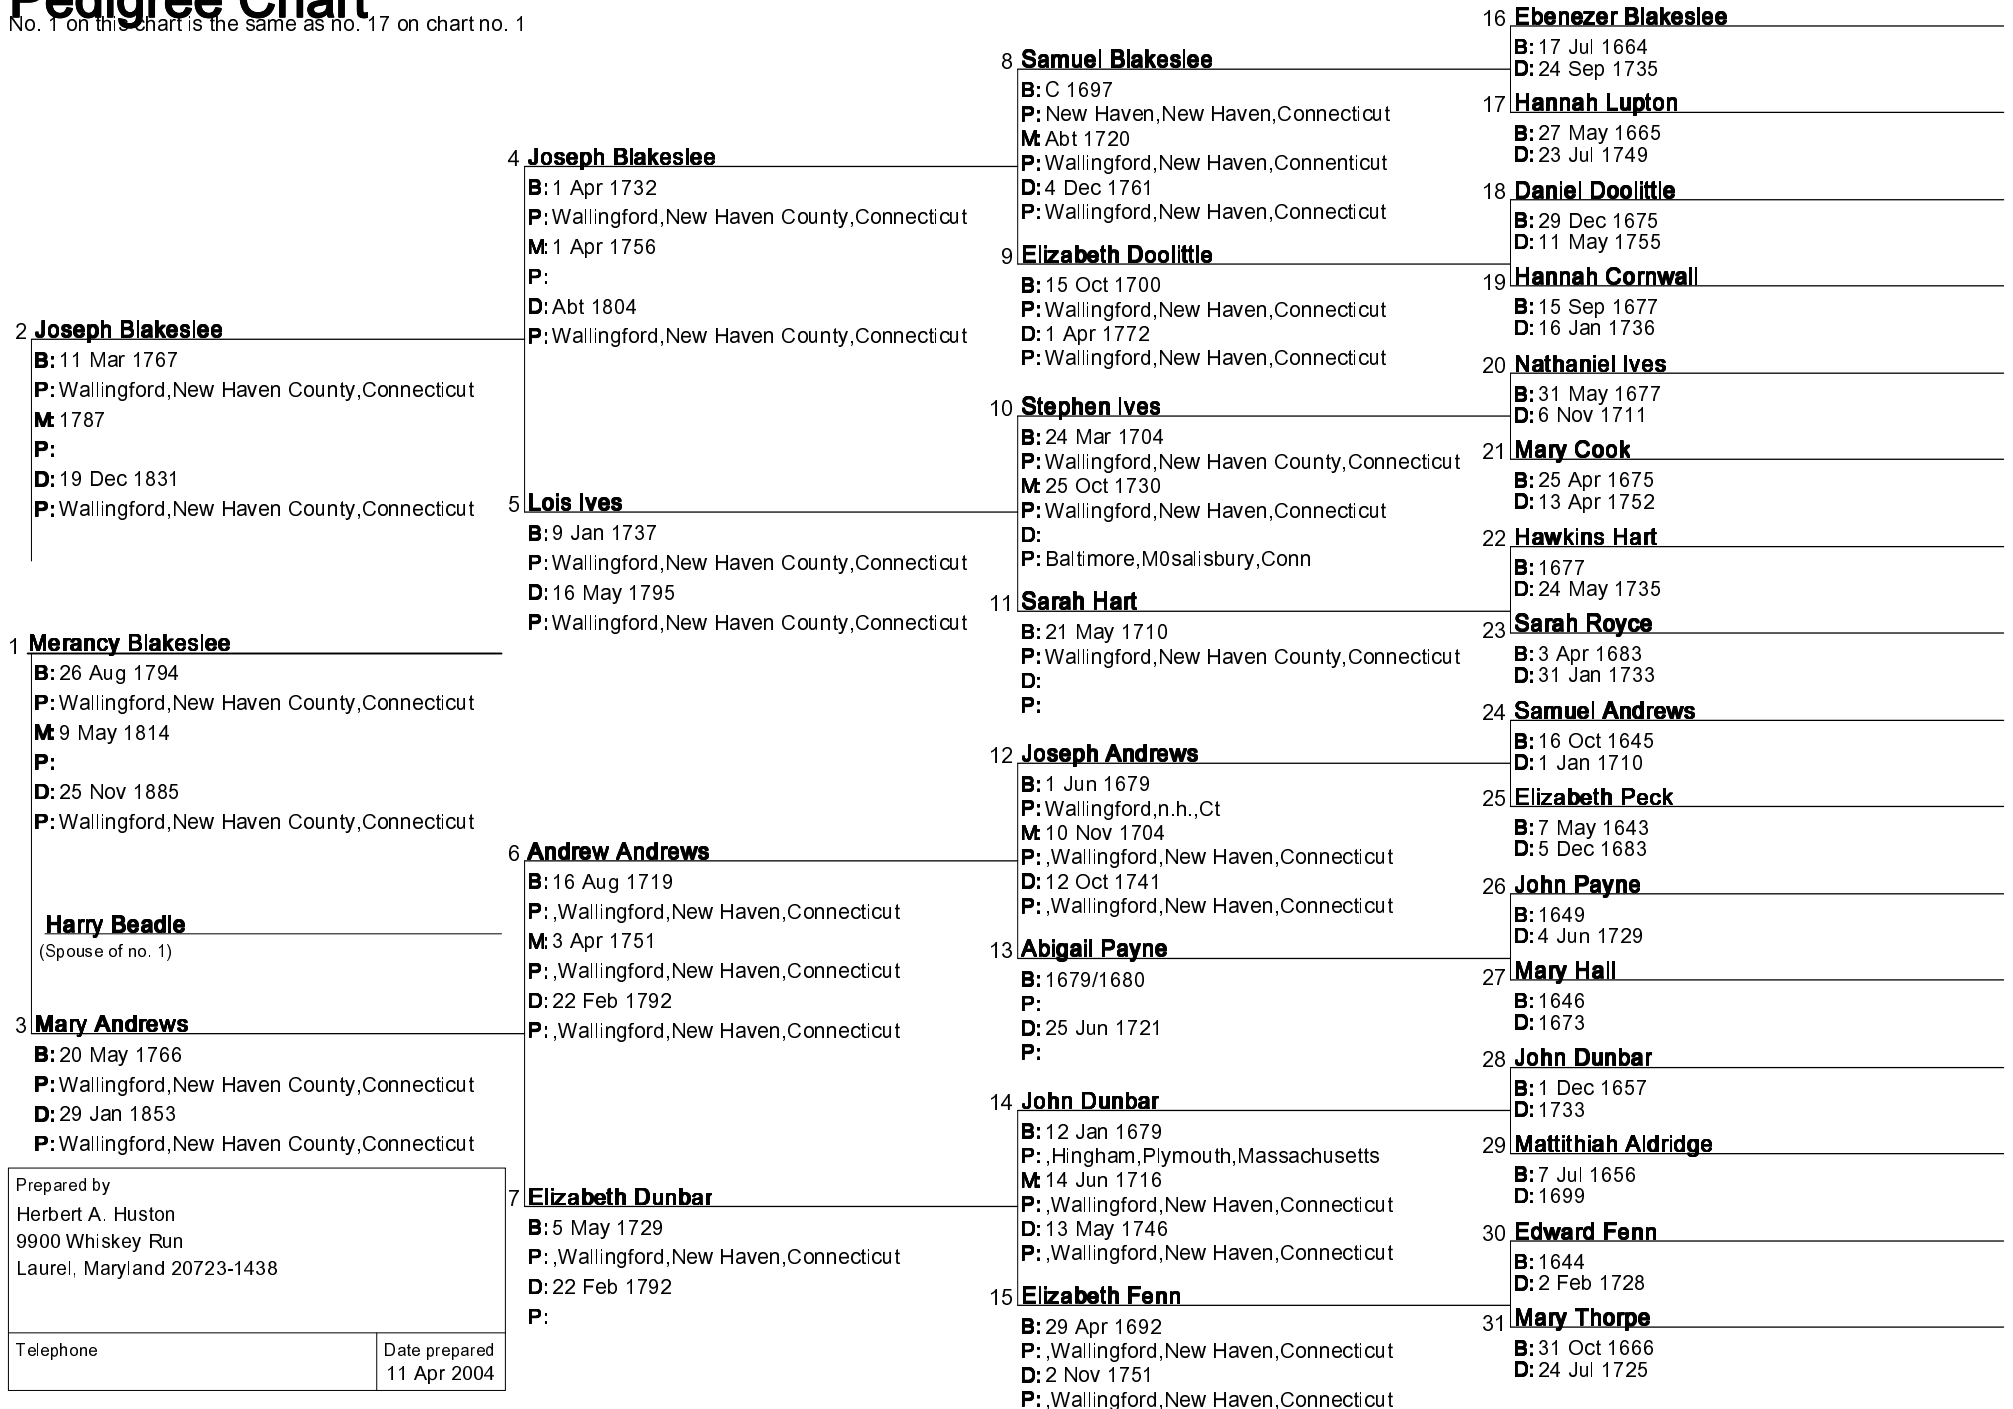 Pedigree Chart
No. 1 on this chart is the same as no. 17 on chart no. 1
2 Joseph Blakeslee
B: 11 Mar 1767
P: Wallingford,New Haven County,Connecticut
M: 1787
P:
D: 19 Dec 1831
P: Wallingford,New Haven County,Connecticut
1 Merancy Blakeslee
B: 26 Aug 1794
P: Wallingford,New Haven County,Connecticut
M: 9 May 1814
P:
D: 25 Nov 1885
P: Wallingford,New Haven County,Connecticut
Harry Beadle
(Spouse of no. 1)
3 Mary Andrews
B: 20 May 1766
P: Wallingford,New Haven County,Connecticut
D: 29 Jan 1853
P: Wallingford,New Haven County,Connecticut
Prepared by
Herbert A. Huston
9900 Whiskey Run
Laurel, Maryland 20723-1438
Telephone
Date prepared
11 Apr 2004
4 Joseph Blakeslee
B: 1 Apr 1732
P: Wallingford,New Haven County,Connecticut
M: 1 Apr 1756
P:
D: Abt 1804
P: Wallingford,New Haven County,Connecticut
5 Lois Ives
B: 9 Jan 1737
P: Wallingford,New Haven County,Connecticut
D: 16 May 1795
P: Wallingford,New Haven County,Connecticut
6 Andrew Andrews
B: 16 Aug 1719
P: ,Wallingford,New Haven,Connecticut
M: 3 Apr 1751
P: ,Wallingford,New Haven,Connecticut
D: 22 Feb 1792
P: ,Wallingford,New Haven,Connecticut
7 Elizabeth Dunbar
B: 5 May 1729
P: ,Wallingford,New Haven,Connecticut
D: 22 Feb 1792
P:
8 Samuel Blakeslee
B: C 1697
P: New Haven,New Haven,Connecticut
M: Abt 1720
P: Wallingford,New Haven,Connenticut
D: 4 Dec 1761
P: Wallingford,New Haven,Connecticut
9 Elizabeth Doolittle
B: 15 Oct 1700
P: Wallingford,New Haven,Connecticut
D: 1 Apr 1772
P: Wallingford,New Haven,Connecticut
10 Stephen Ives
B: 24 Mar 1704
P: Wallingford,New Haven County,Connecticut
M: 25 Oct 1730
P: Wallingford,New Haven,Connecticut
D:
P: Baltimore,M0salisbury,Conn
11 Sarah Hart
B: 21 May 1710
P: Wallingford,New Haven County,Connecticut
D:
P:
12 Joseph Andrews
B: 1 Jun 1679
P: Wallingford,n.h.,Ct
M: 10 Nov 1704
P: ,Wallingford,New Haven,Connecticut
D: 12 Oct 1741
P: ,Wallingford,New Haven,Connecticut
13 Abigail Payne
B: 1679/1680
P:
D: 25 Jun 1721
P:
14 John Dunbar
B: 12 Jan 1679
P: ,Hingham,Plymouth,Massachusetts
M: 14 Jun 1716
P: ,Wallingford,New Haven,Connecticut
D: 13 May 1746
P: ,Wallingford,New Haven,Connecticut
15 Elizabeth Fenn
B: 29 Apr 1692
P: ,Wallingford,New Haven,Connecticut
D: 2 Nov 1751
P: ,Wallingford,New Haven,Connecticut
16 Ebenezer Blakeslee
B: 17 Jul 1664
D: 24 Sep 1735
17 Hannah Lupton
B: 27 May 1665
D: 23 Jul 1749
18 Daniel Doolittle
B: 29 Dec 1675
D: 11 May 1755
19 Hannah Cornwall
B: 15 Sep 1677
D: 16 Jan 1736
20 Nathaniel Ives
B: 31 May 1677
D: 6 Nov 1711
21 Mary Cook
B: 25 Apr 1675
D: 13 Apr 1752
22 Hawkins Hart
B: 1677
D: 24 May 1735
23 Sarah Royce
B: 3 Apr 1683
D: 31 Jan 1733
24 Samuel Andrews
B: 16 Oct 1645
D: 1 Jan 1710
25 Elizabeth Peck
B: 7 May 1643
D: 5 Dec 1683
26 John Payne
B: 1649
D: 4 Jun 1729
27 Mary Hall
B: 1646
D: 1673
28 John Dunbar
B: 1 Dec 1657
D: 1733
29 Mattithiah Aldridge
B: 7 Jul 1656
D: 1699
30 Edward Fenn
B: 1644
D: 2 Feb 1728
31 Mary Thorpe
B: 31 Oct 1666
D: 24 Jul 1725